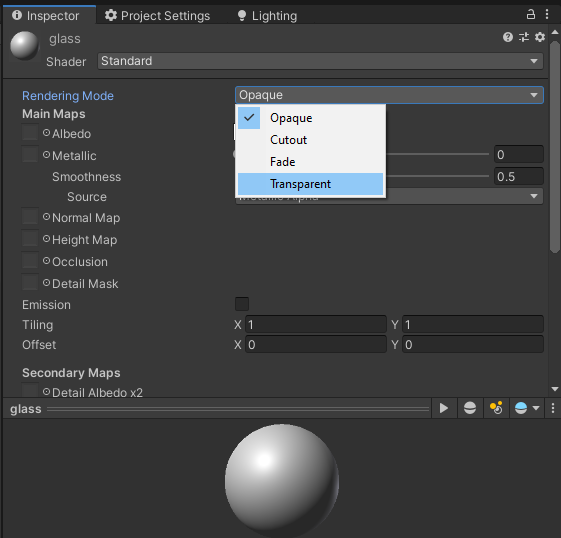 Inspector Project Settings Lighting
glass
Shader Standard
Rendering Mode Opaque
Main Maps
Opaque
Albedo
Cutout
Metallic 0
Fade
Smoothness 0.5
Transparent
Source Metallic Alpha
Normal Map
Height Map
Occlusion
Detail Mask
Emission
Tiling X 1 Y 1
Offset X 0 Y 0
Secondary Maps
Detail Albedo x2
glass